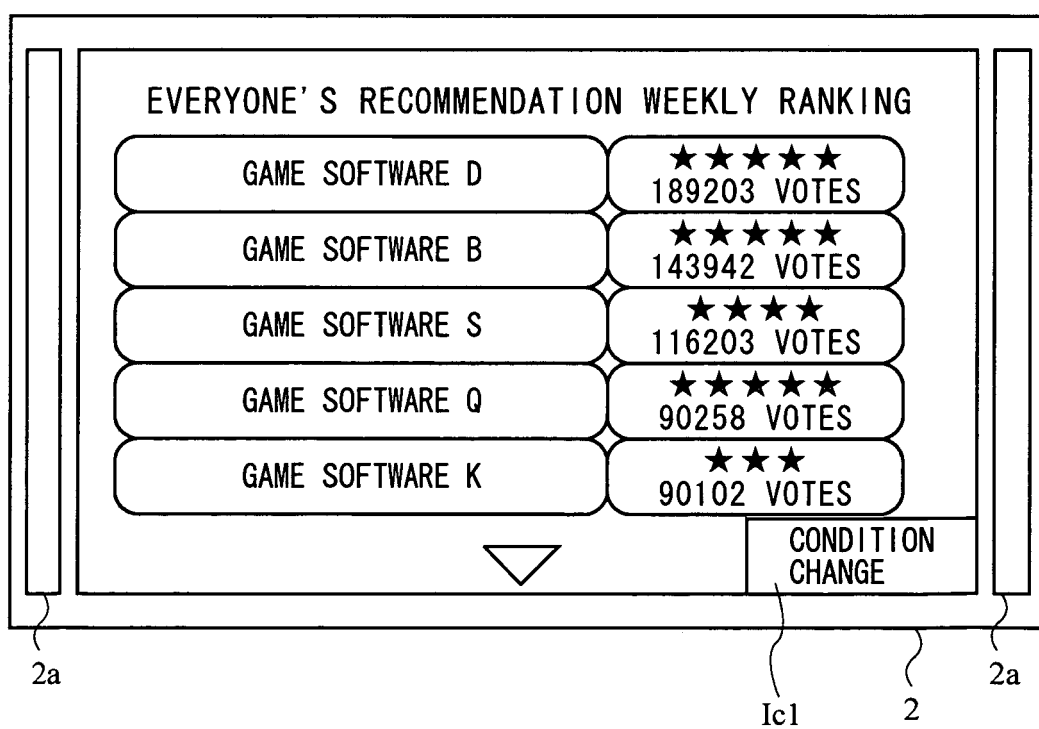 EVERYONE'S RECOMMENDATION WEEKLY RANKING
GAME SOFTWARE D
★★★★★
189203 VOTES
GAME SOFTWARE B
★★★★★
143942 VOTES
GAME SOFTWARE S
★★★★
116203 VOTES
GAME SOFTWARE Q
★★★★★
90258 VOTES
GAME SOFTWARE K
★★★
90102 VOTES
CONDITION
CHANGE
2a
Ic1
2
2a